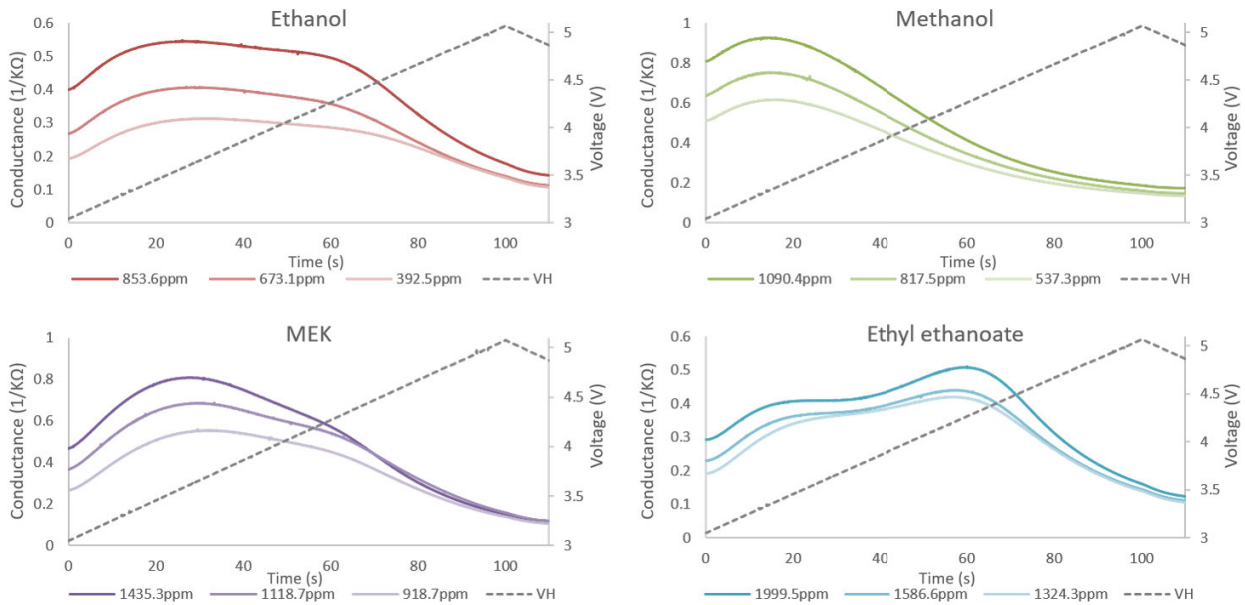 Ethanol
Conductance (1/KΩ)
0.6
0.5
0.4
0.3
0.2
0.1
0
5
4.5
4
3.5
3
Voltage (V)
0 20 40 60 80 100
Time (s)
853.6ppm 673.1ppm 392.5ppm VH
Methanol
Conductance (1/KΩ)
1
0.8
0.6
0.4
0.2
0
5
4.5
4
3.5
3
Voltage (V)
0 20 40 60 80 100
Time (s)
1090.4ppm 817.5ppm 537.3ppm VH
MEK
Conductance (1/KΩ)
1
0.8
0.6
0.4
0.2
0
5
4.5
4
3.5
3
Voltage (V)
0 20 40 60 80 100
Time (s)
1435.3ppm 1118.7ppm 918.7ppm VH
Ethyl ethanoate
Conductance (1/KΩ)
0.6
0.5
0.4
0.3
0.2
0.1
0
5
4.5
4
3.5
3
Voltage (V)
0 20 40 60 80 100
Time (s)
1999.5ppm 1586.6ppm 1324.3ppm VH